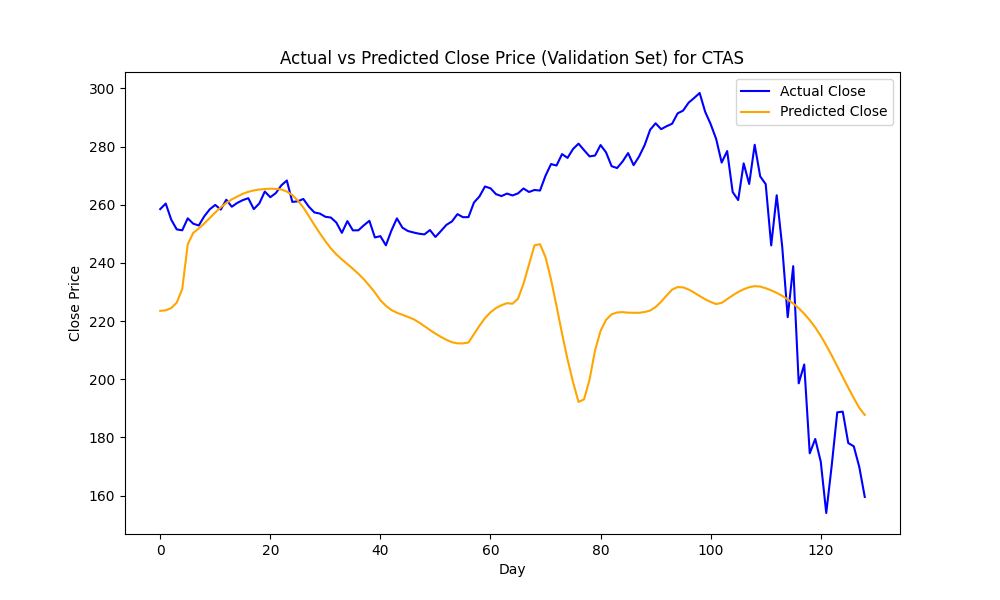 Actual vs Predicted Close Price (Validation Set) for CTAS
Actual Close
Predicted Close
Close Price
300
280
260
240
220
200
180
160
0 20 40 60 80 100 120
Day